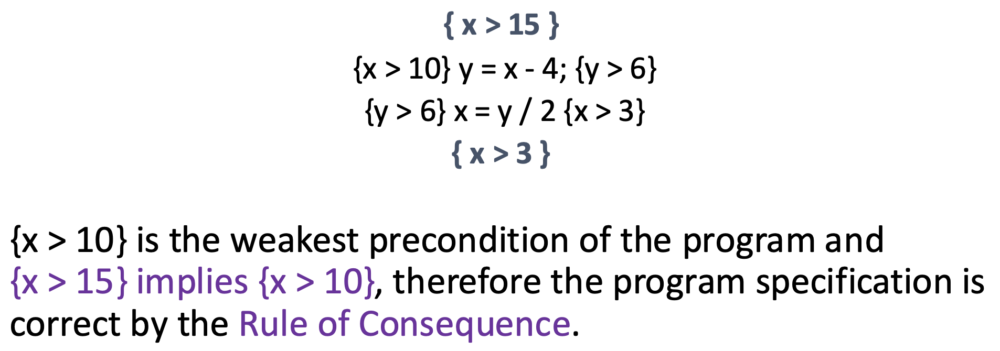 { x > 15 }
{x > 10} y = x - 4; {y > 6}
{y > 6} x = y / 2 {x > 3}
{ x > 3 }
{x > 10} is the weakest precondition of the program and
{x > 15} implies {x > 10}, therefore the program specification is
correct by the Rule of Consequence.